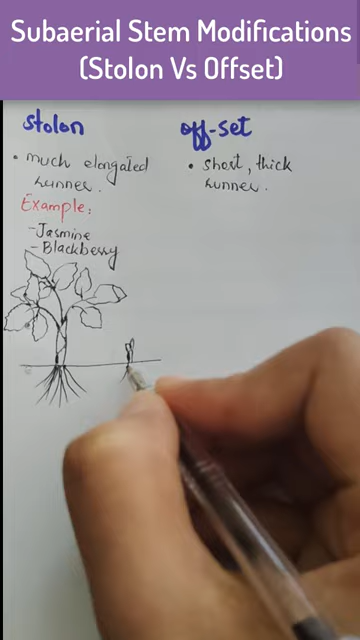 Subaerial Stem Modifications
(Stolon Vs Offset)
Stolon
• much elongated
runner.
Example:
- Jasmine
- Blackberry
off-set
• short, thick
runner.